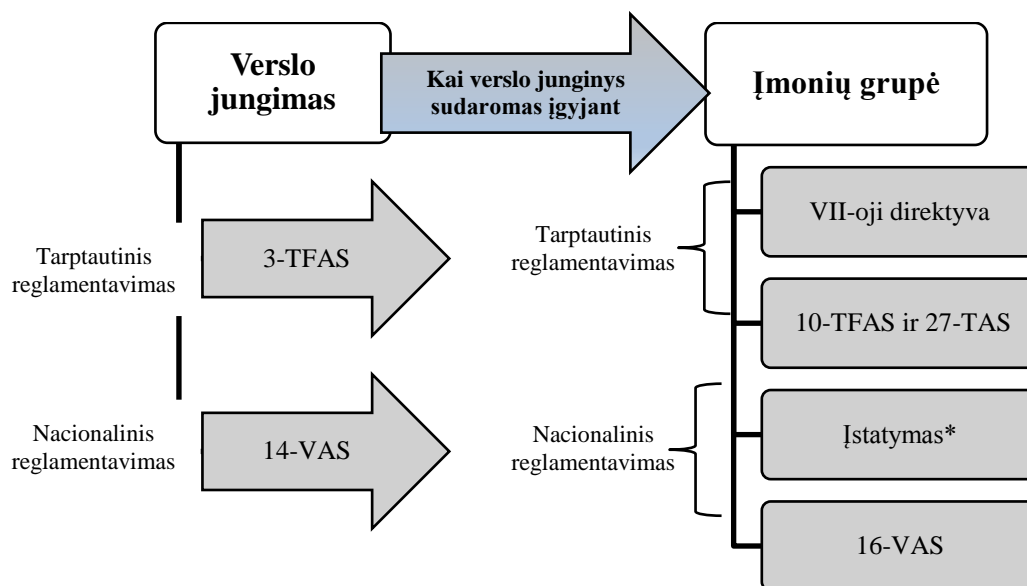 Verslo
jungimas
Kai verslo junginys
sudaromas įgyjant
Įmonių grupė
Tarptautinis
reglamentavimas
3-TFAS
Tarptautinis
reglamentavimas
VII-oji direktyva
10-TFAS ir 27-TAS
Nacionalinis
reglamentavimas
14-VAS
Nacionalinis
reglamentavimas
Įstatymas*
16-VAS